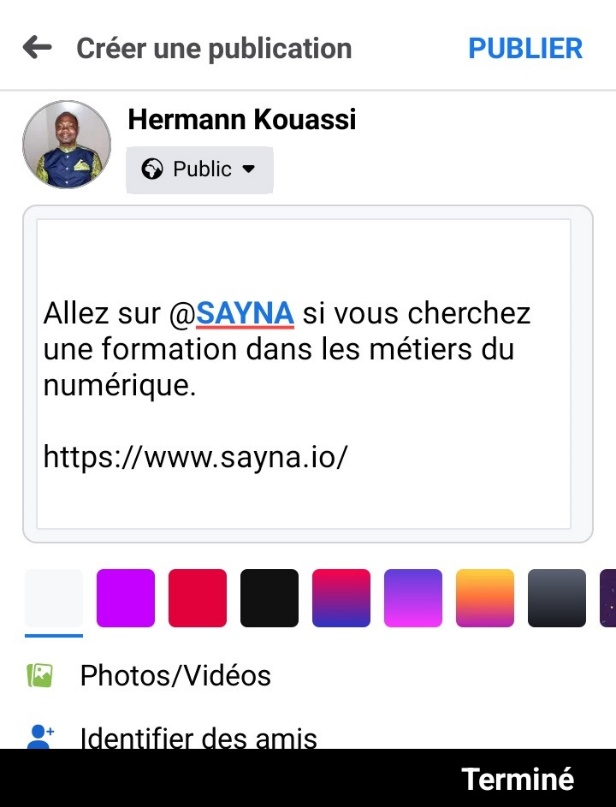 Créer une publication
PUBLIER
Hermann Kouassi
Public
Allez sur @SAYNA si vous cherchez
une formation dans les métiers du
numérique.
https://www.sayna.io/
Photos/Vidéos
Identifier des amis
Terminé